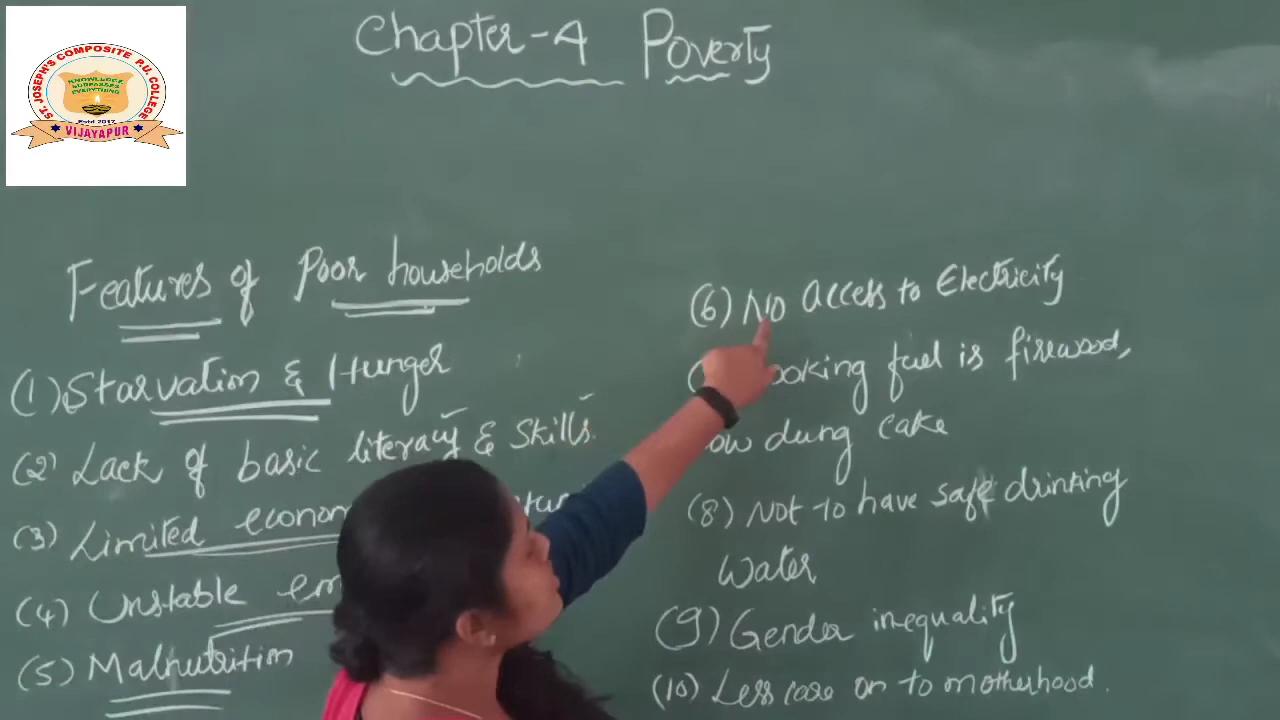 ST. JOSEPH'S COMPOSITE P.U. COLLEGE
KNOWLEDGE
SURPASSES
EVERYTHING
Estd 2017
VIJAYAPUR
Chapter-4 Poverty
Features of Poor households
(1) Starvation & Hunger
(2) Lack of basic literacy & Skills.
(3) Limited econom
(4) Unstable em
(5) Malnutrition
(6) No access to Electricity
ooking fuel is firewood,
ow dung cake
(8) Not to have safe drinking
Water
(9) Gender inequality
(10) Less care on to motherhood.